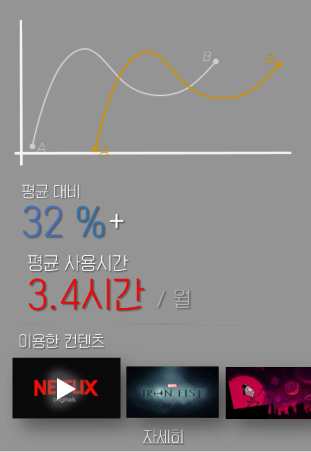 B
B
A
A
평균 대비
32 %+
평균 사용시간
3.4시간 / 월
이용한 컨텐츠
NETFLIX
originals
MARVEL
IRON FIST
자세히